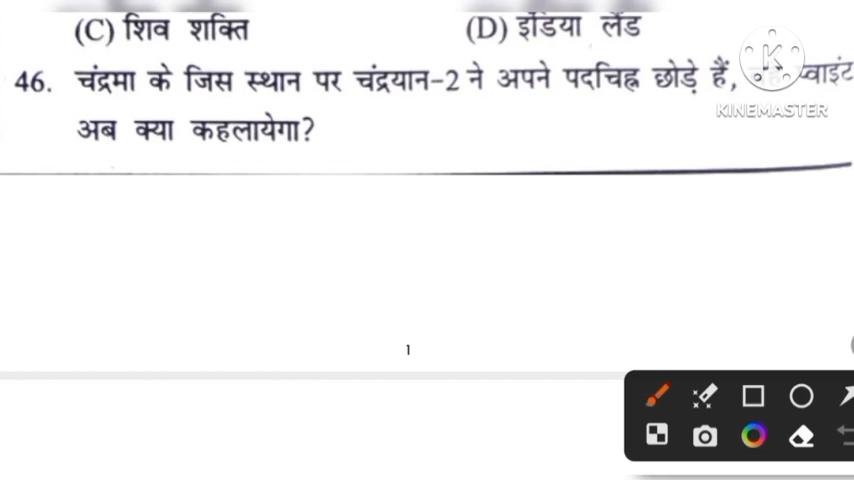 (C) शिव शक्ति (D) इंडिया लैंड
46. चंद्रमा के जिस स्थान पर चंद्रयान-2 ने अपने पदचिह्न छोड़े हैं, प्वाइंट
अब क्या कहलायेगा?
KINEMASTER
1